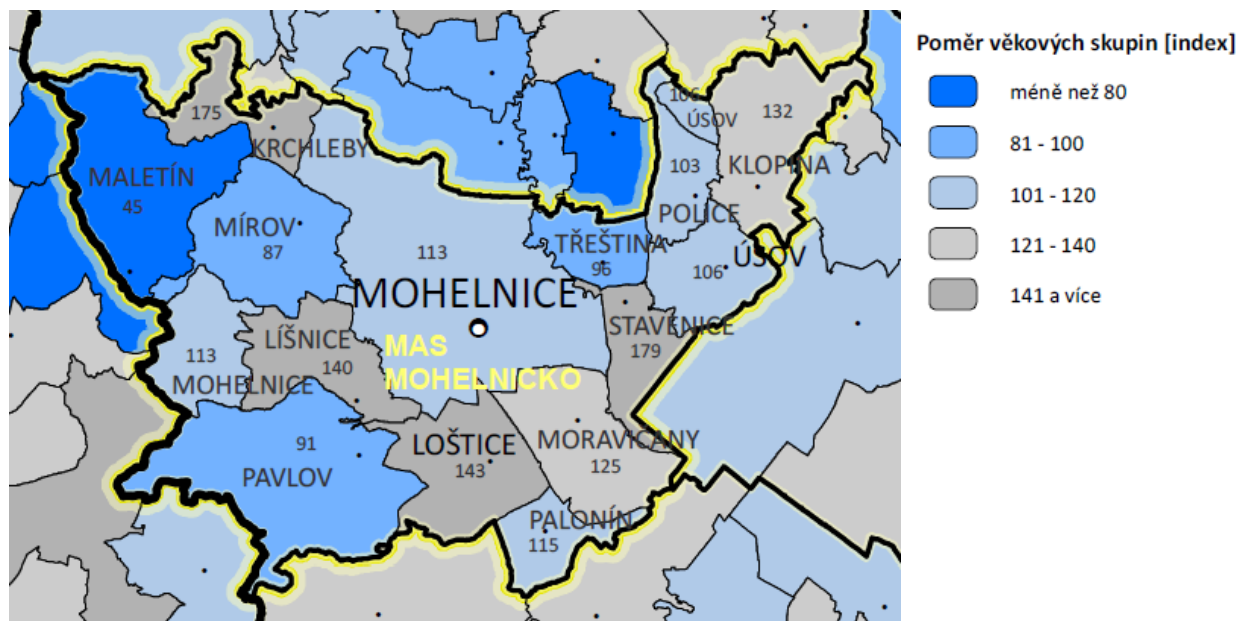 Poměr věkových skupin [index]
méně než 80
81 - 100
101 - 120
121 - 140
141 a více
106
ÚSOV
175
132
KRCHLEBY
103
KLOPINA
MALETÍN
45
POLICE
MÍROV
87
113
TŘEŠTINA
96
ÚSOV
106
MOHELNICE
STAVENICE
179
LÍŠNICE
140
MAS
MOHELNICKO
113
MOHELNICE
91
PAVLOV
LOŠTICE
143
MORAVIČANY
125
PALONÍN
115